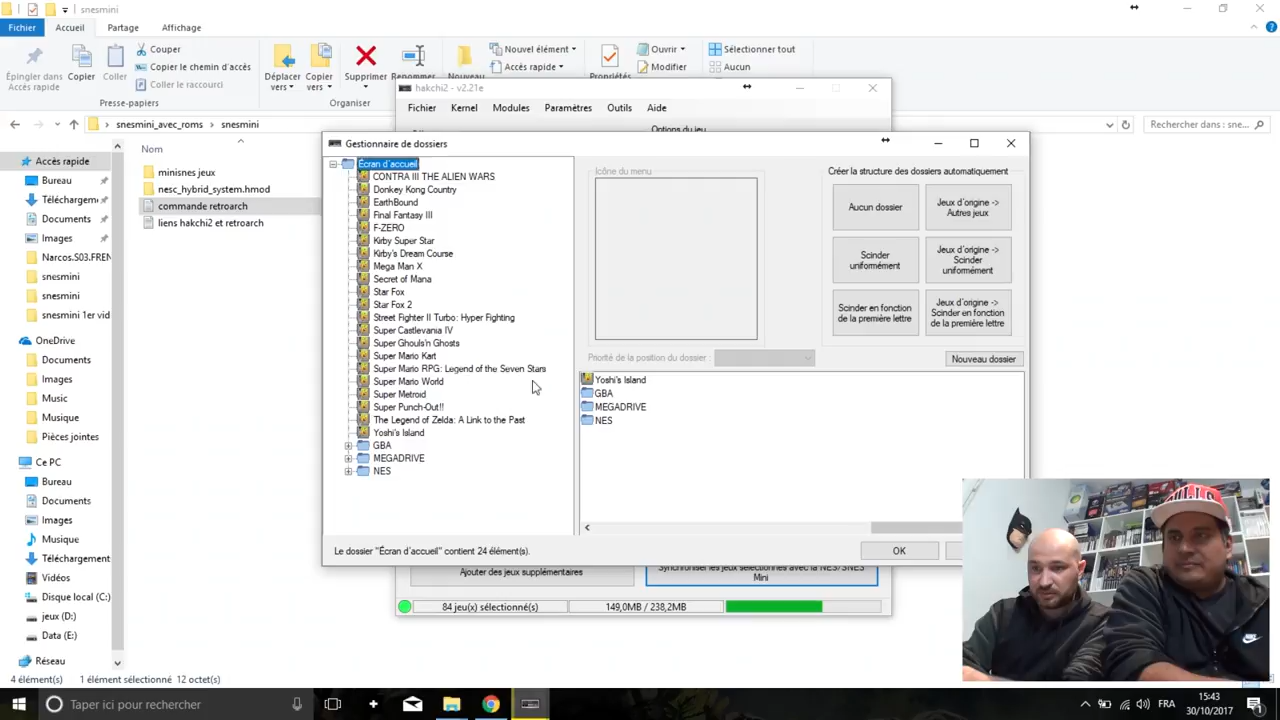 snesmini
Fichier
Accueil
Partage
Affichage
Épingler dans
Accès rapide
Copier
Coller
Couper
Copier le chemin d'accès
Coller le raccourci
Presse-papiers
Déplacer
vers
Copier
vers
Supprimer
Renommer
Organiser
Nouveau
Nouvel élément
Accès rapide
Propriétés
Ouvrir
Modifier
Sélectionner tout
Aucun
snesmini_avec_roms > snesmini
Rechercher dans : sne...
Nom
Accès rapide
Bureau
Téléchargem
Documents
Images
Narcos.S03.FREN
snesmini
snesmini
snesmini 1er vid
OneDrive
Documents
Images
Music
Musique
Pièces jointes
Ce PC
Bureau
Documents
Images
Musique
Téléchargement
Vidéos
Disque local (C:
jeux (D:)
Data (E:)
Réseau
minisnes jeux
nesc_hybrid_system.hmod
commande retroarch
liens hakchi2 et retroarch
4 élément(s)
1 élément sélectionné 12 octet(s)
hakchi2 - v2.21e
Fichier
Kernel
Modules
Paramètres
Outils
Aide
Options du jeu
Gestionnaire de dossiers
Écran d'accueil
CONTRA III THE ALIEN WARS
Donkey Kong Country
EarthBound
Final Fantasy III
F-ZERO
Kirby Super Star
Kirby's Dream Course
Mega Man X
Secret of Mana
Star Fox
Star Fox 2
Street Fighter II Turbo: Hyper Fighting
Super Castlevania IV
Super Ghouls'n Ghosts
Super Mario Kart
Super Mario RPG: Legend of the Seven Stars
Super Mario World
Super Metroid
Super Punch-Out!!
The Legend of Zelda: A Link to the Past
Yoshi's Island
GBA
MEGADRIVE
NES
Icône du menu
Créer la structure des dossiers automatiquement
Aucun dossier
Jeux d'origine ->
Autres jeux
Scinder
uniformément
Jeux d'origine ->
Scinder
uniformément
Scinder en fonction
de la première lettre
Jeux d'origine ->
Scinder en fonction
de la première lettre
Priorité de la position du dossier :
Nouveau dossier
Yoshi's Island
GBA
MEGADRIVE
NES
Le dossier "Écran d'accueil" contient 24 élément(s).
OK
Ajouter des jeux supplémentaires
Synchroniser les jeux sélectionnés avec la NES/SNES
Mini
84 jeu(x) sélectionné(s)
149,0MB / 238,2MB
Taper ici pour rechercher
FR
15:43
30/10/2017